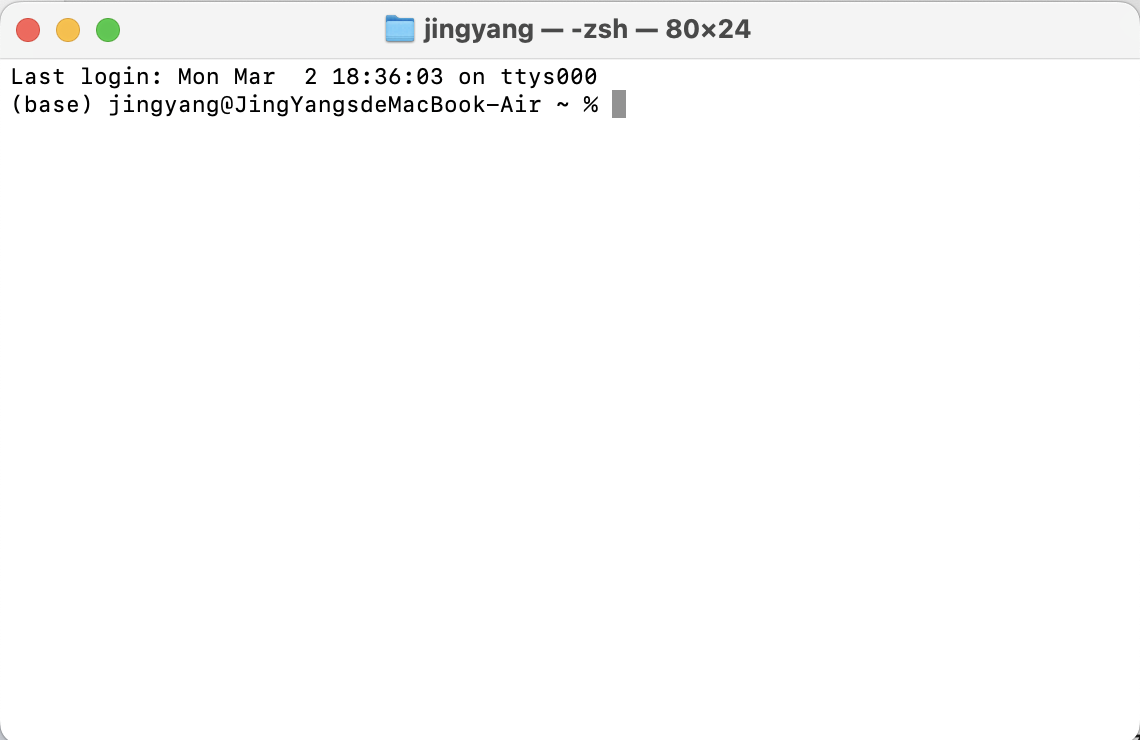 jingyang — -zsh — 80×24
Last login: Mon Mar  2 18:36:03 on ttys000
(base) jingyang@JingYangsdeMacBook-Air ~ %